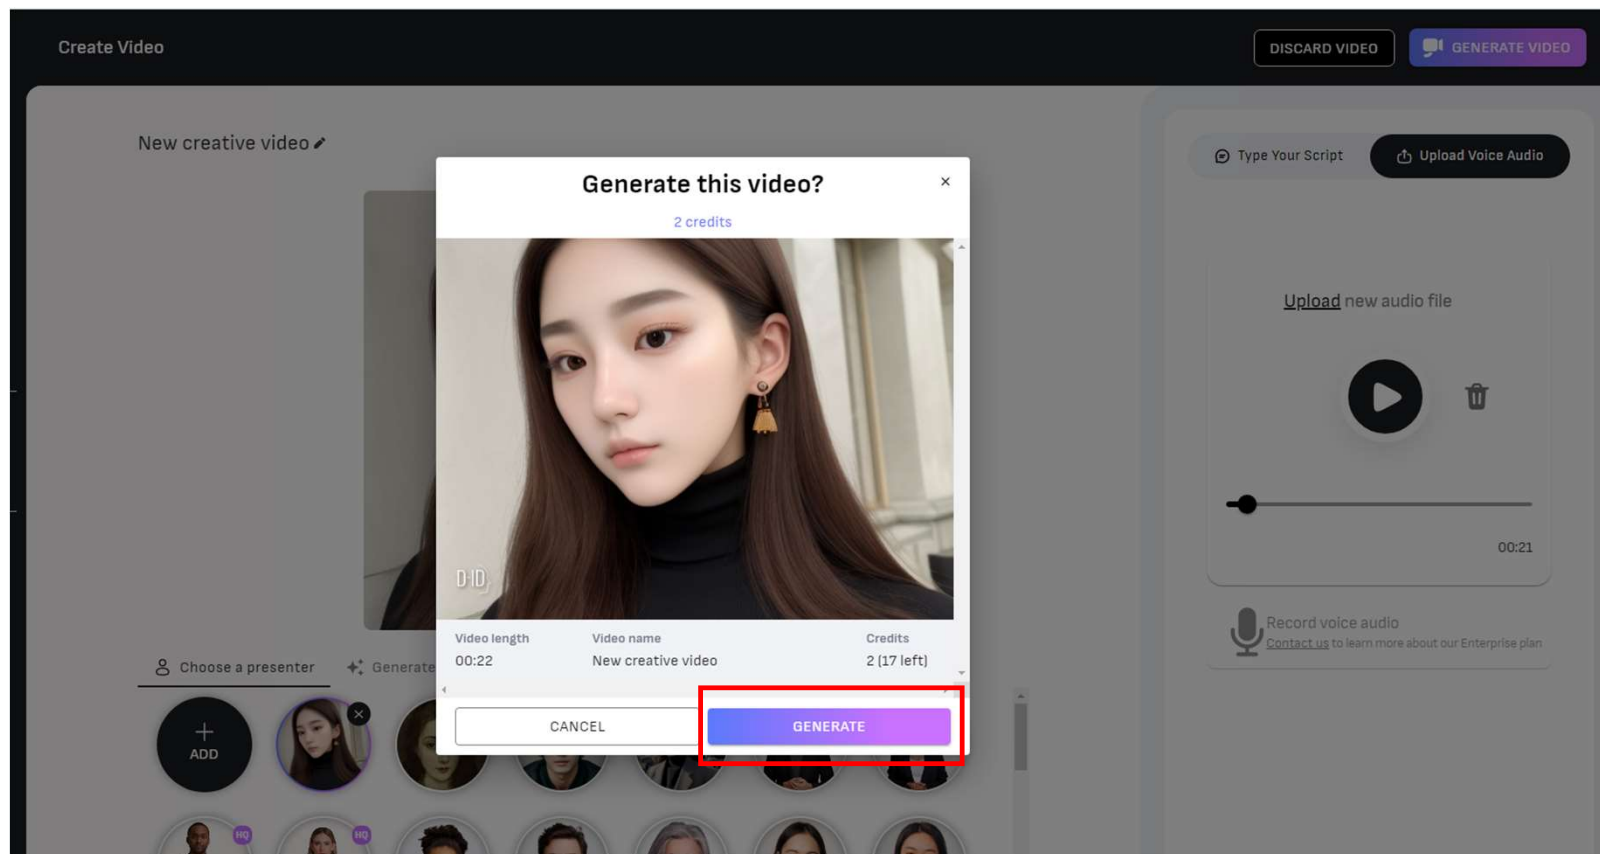 Create Video
DISCARD VIDEO
GENERATE VIDEO
New creative video
Type Your Script
Upload Voice Audio
Generate this video?
2 credits
Upload new audio file
D-ID
00:21
Video length
Video name
Credits
00:22
New creative video
2 (17 left)
Record voice audio
Contact us to learn more about our Enterprise plan
Choose a presenter
Generate
CANCEL
GENERATE
ADD
HQ
HQ